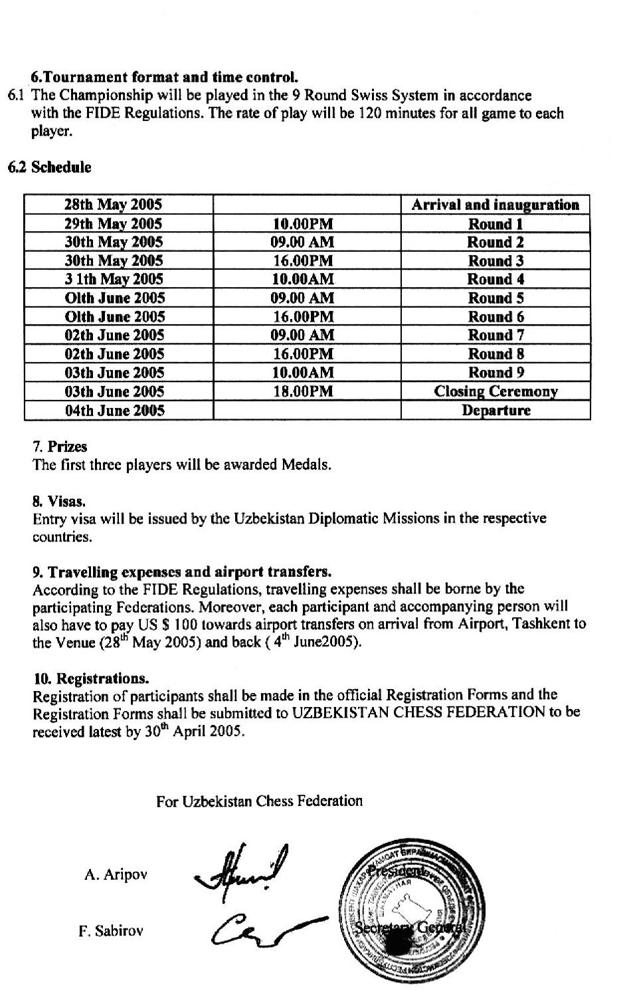 6.Tournament format and time control.
6.1 The Championship will be played in the 9 Round Swiss System in accordance
with the FIDE Regulations. The rate of play will be 120 minutes for all game to each
player.
6.2 Schedule
28th May 2005 Arrival and inauguration
29th May 2005 10.00PM Round 1
30th May 2005 09.00 AM Round 2
30th May 2005 16.00PM Round 3
3 1th May 2005 10.00AM Round 4
Olth June 2005 09.00 AM Round 5
Olth June 2005 16.00PM Round 6
02th June 2005 09.00 AM Round 7
02th June 2005 16.00PM Round 8
03th June 2005 10.00AM Round 9
03th June 2005 18.00PM Closing Ceremony
04th June 2005 Departure
7. Prizes
The first three players will be awarded Medals.
8. Visas.
Entry visa will be issued by the Uzbekistan Diplomatic Missions in the respective
countries.
9. Travelling expenses and airport transfers.
According to the FIDE Regulations, travelling expenses shall be borne by the
participating Federations. Moreover, each participant and accompanying person will
also have to pay US $ 100 towards airport transfers on arrival from Airport, Tashkent to
the Venue (28th May 2005) and back ( 4th June2005).
10. Registrations.
Registration of participants shall be made in the official Registration Forms and the
Registration Forms shall be submitted to UZBEKISTAN CHESS FEDERATION to be
received latest by 30th April 2005.
For Uzbekistan Chess Federation
A. Aripov President
F. Sabirov Secretary General